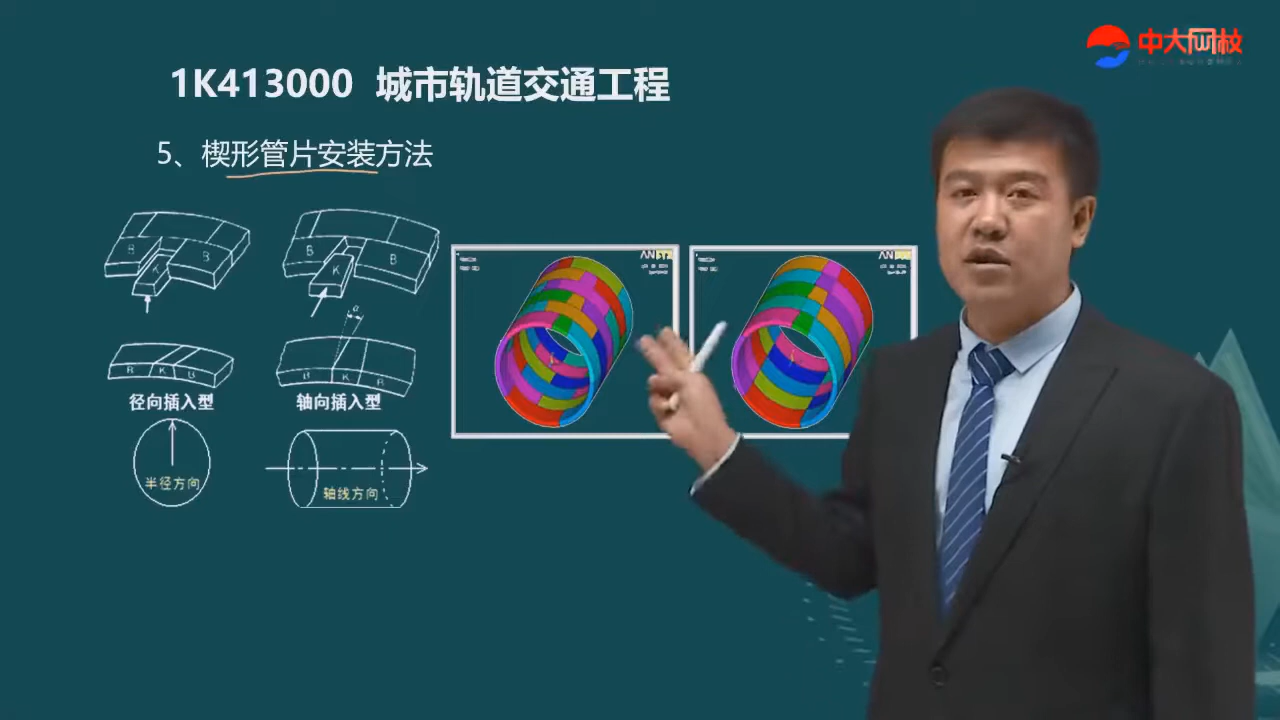 中大网校
1K413000 城市轨道交通工程
5、楔形管片安装方法
B
K
B
B
K
B
AN
AN
α
B K B
B K B
径向插入型
轴向插入型
半径方向
轴线方向